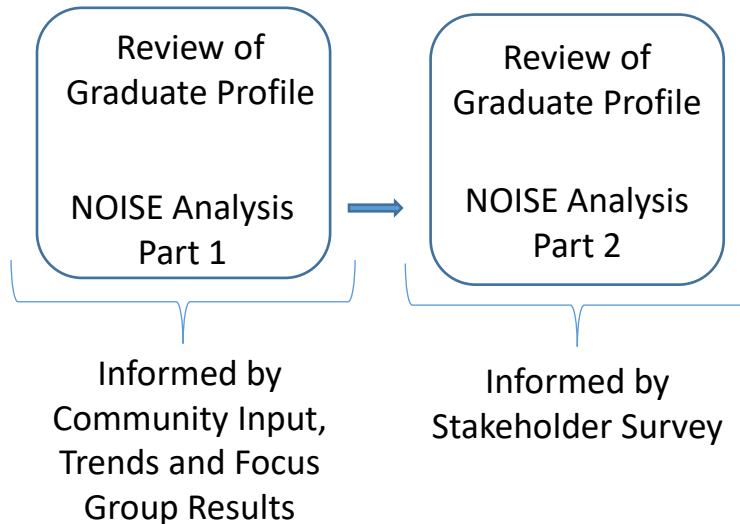 Review of
Graduate Profile
NOISE Analysis
Part 1
Informed by
Community Input,
Trends and Focus
Group Results
Review of
Graduate Profile
NOISE Analysis
Part 2
Informed by
Stakeholder Survey